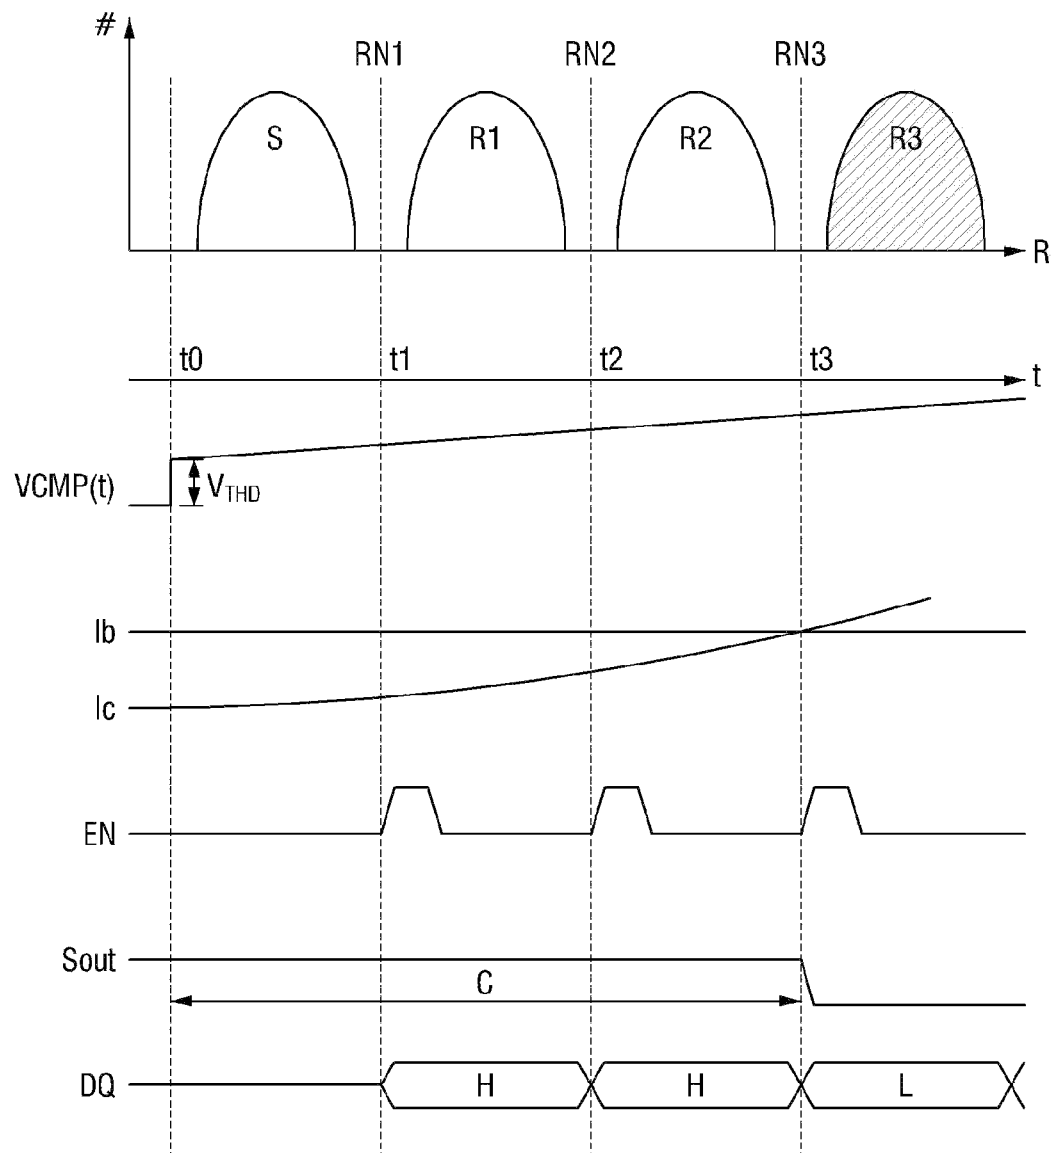 #
RN1 RN2 RN3
S R1 R2 R3
R
t0 t1 t2 t3
t
VCMP(t)
VTHD
Ib
Ic
EN
Sout
C
DQ H H L